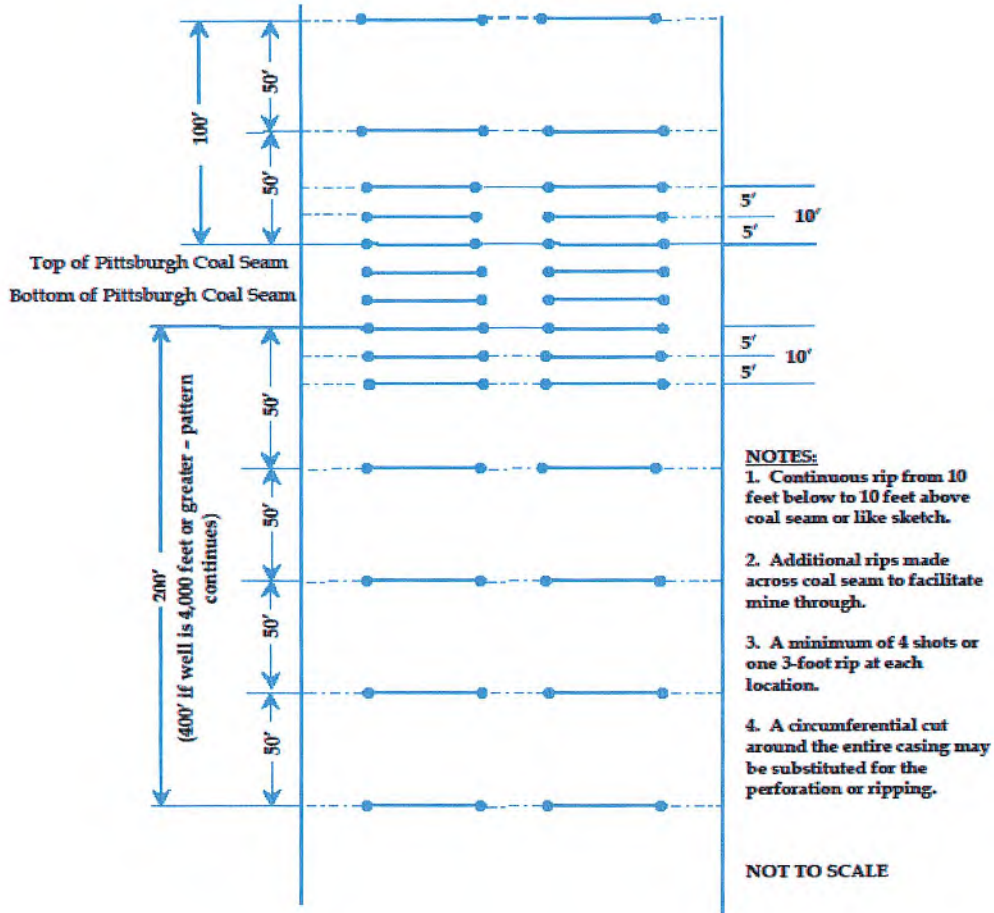 50'
100'
50'
5'
10'
5'
Top of Pittsburgh Coal Seam
Bottom of Pittsburgh Coal Seam
5'
10'
5'
50'
200'
(400' if well is 4,000 feet or greater - pattern
continues)
50'
50'
50'
NOTES:
1. Continuous rip from 10
feet below to 10 feet above
coal seam or like sketch.
2. Additional rips made
across coal seam to facilitate
mine through.
3. A minimum of 4 shots or
one 3-foot rip at each
location.
4. A circumferential cut
around the entire casing may
be substituted for the
perforation or ripping.
NOT TO SCALE